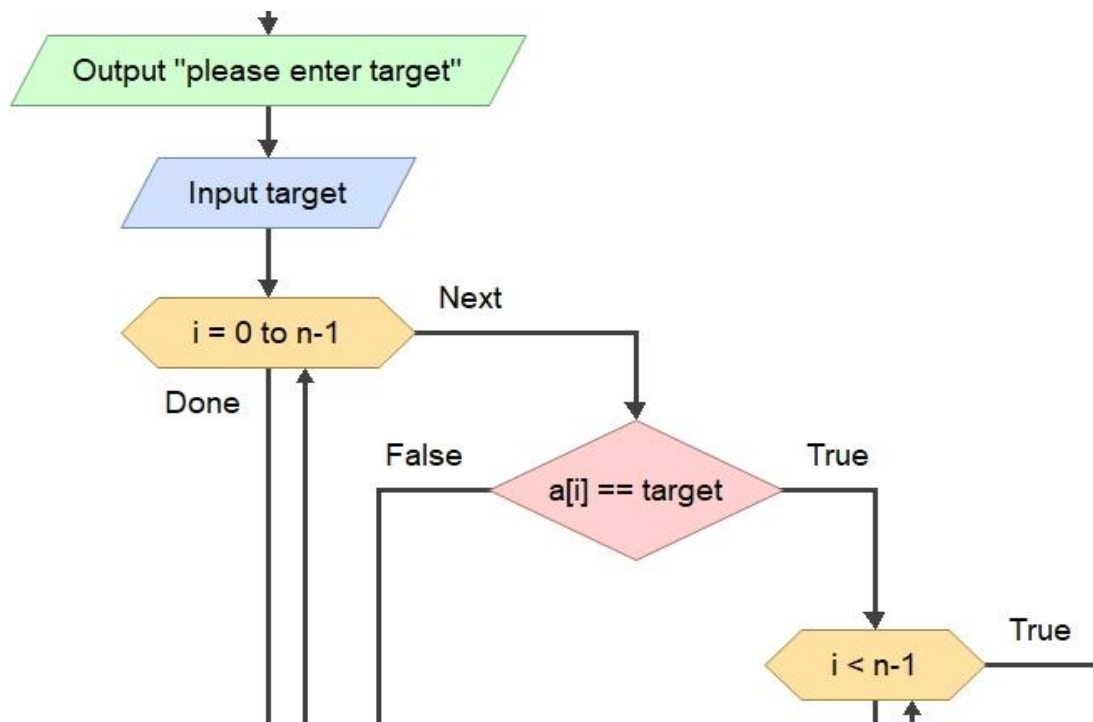 Output "please enter target"
Input target
Next
i = 0 to n-1
Done
False
True
a[i] == target
True
i < n-1